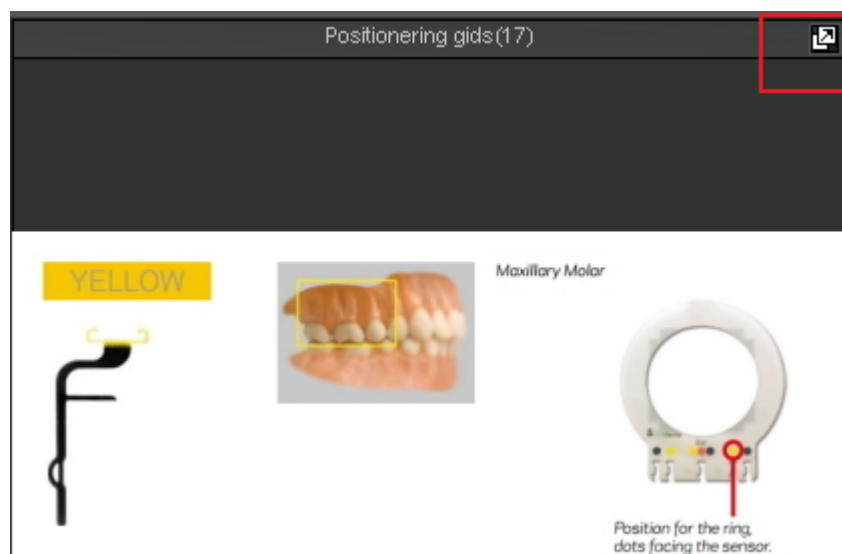 Positionering gids(17)
YELLOW
Maxillary Molar
Position for the ring,
dots facing the sensor.